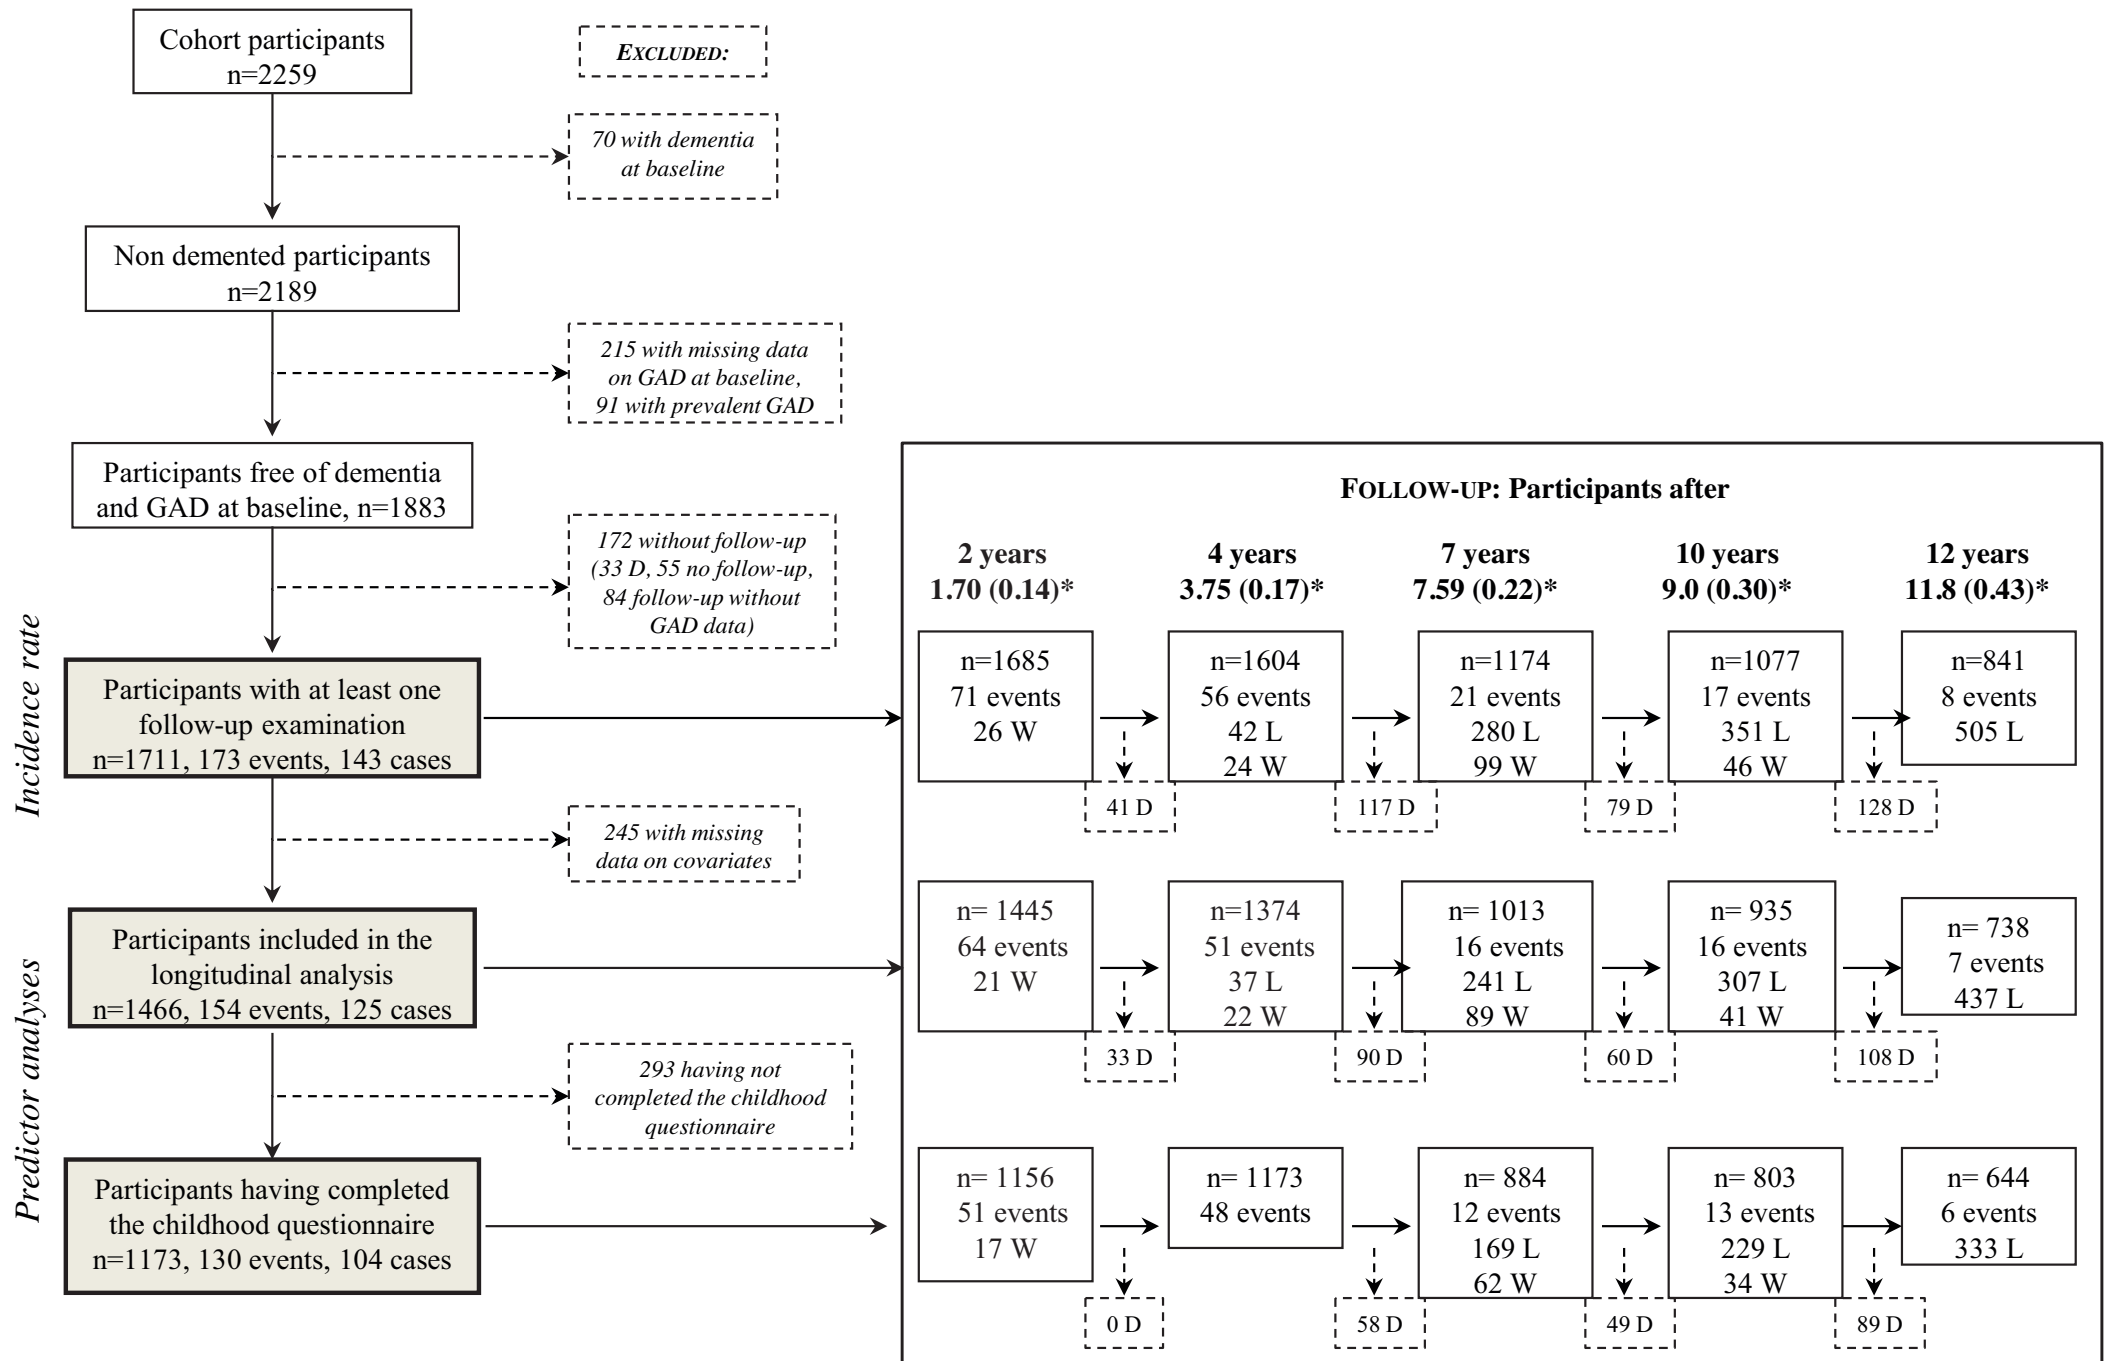 Cohort participants
n=2259
EXCLUDED:
70 with dementia
at baseline
Non demented participants
n=2189
215 with missing data
on GAD at baseline,
91 with prevalent GAD
Participants free of dementia
and GAD at baseline, n=1883
172 without follow-up
(33 D, 55 no follow-up,
84 follow-up without
GAD data)
Incidence rate
Participants with at least one
follow-up examination
n=1711, 173 events, 143 cases
245 with missing
data on covariates
Predictor analyses
Participants included in the
longitudinal analysis
n=1466, 154 events, 125 cases
293 having not
completed the childhood
questionnaire
Participants having completed
the childhood questionnaire
n=1173, 130 events, 104 cases
FOLLOW-UP: Participants after
2 years
1.70 (0.14)*
4 years
3.75 (0.17)*
7 years
7.59 (0.22)*
10 years
9.0 (0.30)*
12 years
11.8 (0.43)*
n=1685
71 events
26 W
41 D
n=1604
56 events
42 L
24 W
117 D
n=1174
21 events
280 L
99 W
79 D
n=1077
17 events
351 L
46 W
128 D
n=841
8 events
505 L
n= 1445
64 events
21 W
33 D
n=1374
51 events
37 L
22 W
90 D
n= 1013
16 events
241 L
89 W
60 D
n= 935
16 events
307 L
41 W
108 D
n= 738
7 events
437 L
n= 1156
51 events
17 W
0 D
n= 1173
48 events
58 D
n= 884
12 events
169 L
62 W
49 D
n= 803
13 events
229 L
34 W
89 D
n= 644
6 events
333 L